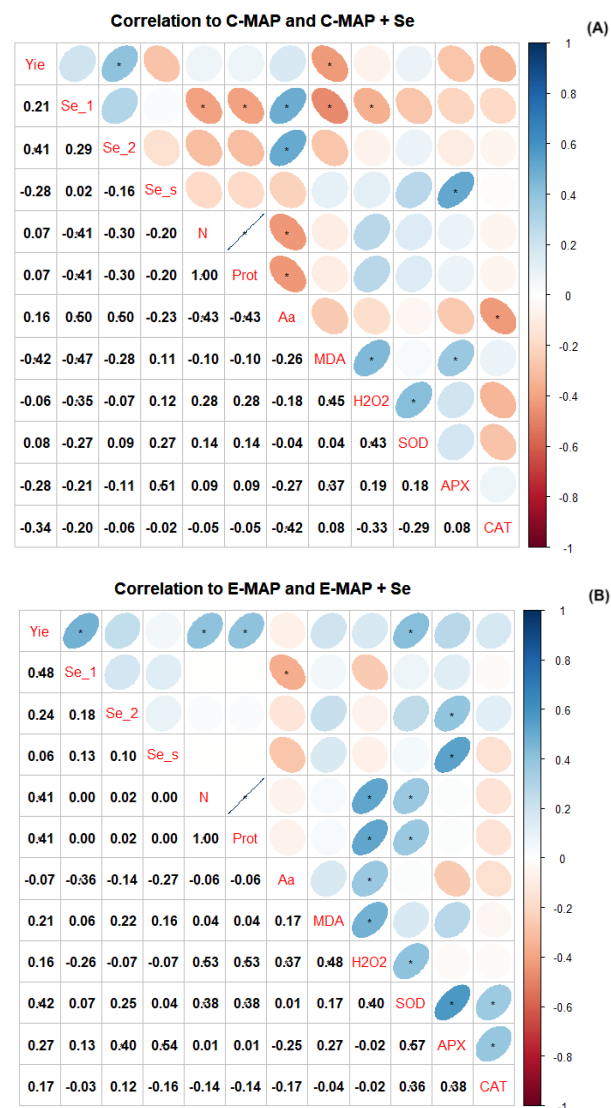 Correlation to C-MAP and C-MAP + Se
(A)
Yie * *
0.21 Se_1 * * * * *
0.41 0.29 Se_2 *
-0.28 0.02 -0.16 Se_s *
0.07 -0.41 -0.30 -0.20 N * *
0.07 -0.41 -0.30 -0.20 1.00 Prot *
0.16 0.50 0.50 -0.23 -0.43 -0.43 Aa *
-0.42 -0.47 -0.28 0.11 -0.10 -0.10 -0.26 MDA * *
-0.06 -0.35 -0.07 0.12 0.28 0.28 -0.18 0.45 H2O2 *
0.08 -0.27 0.09 0.27 0.14 0.14 -0.04 0.04 0.43 SOD
-0.28 -0.21 -0.11 0.51 0.09 0.09 -0.27 0.37 0.19 0.18 APX
-0.34 -0.20 -0.06 -0.02 -0.05 -0.05 -0.42 0.08 -0.33 -0.29 0.08 CAT
1
0.8
0.6
0.4
0.2
0
-0.2
-0.4
-0.6
-0.8
-1
Correlation to E-MAP and E-MAP + Se
(B)
Yie * * * *
0.48 Se_1 *
0.24 0.18 Se_2 *
0.06 0.13 0.10 Se_s *
0.41 0.00 0.02 0.00 N * * *
0.41 0.00 0.02 0.00 1.00 Prot * *
-0.07 -0.36 -0.14 -0.27 -0.06 -0.06 Aa *
0.21 0.06 0.22 0.16 0.04 0.04 0.17 MDA *
0.16 -0.26 -0.07 -0.07 0.53 0.53 0.37 0.48 H2O2 *
0.42 0.07 0.25 0.04 0.38 0.38 0.01 0.17 0.40 SOD * *
0.27 0.13 0.40 0.54 0.01 0.01 -0.25 0.27 -0.02 0.57 APX *
0.17 -0.03 0.12 -0.16 -0.14 -0.14 -0.17 -0.04 -0.02 0.36 0.38 CAT
1
0.8
0.6
0.4
0.2
0
-0.2
-0.4
-0.6
-0.8
-1